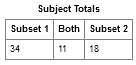 Subject Totals
Subset 1 Both Subset 2
34 11 18